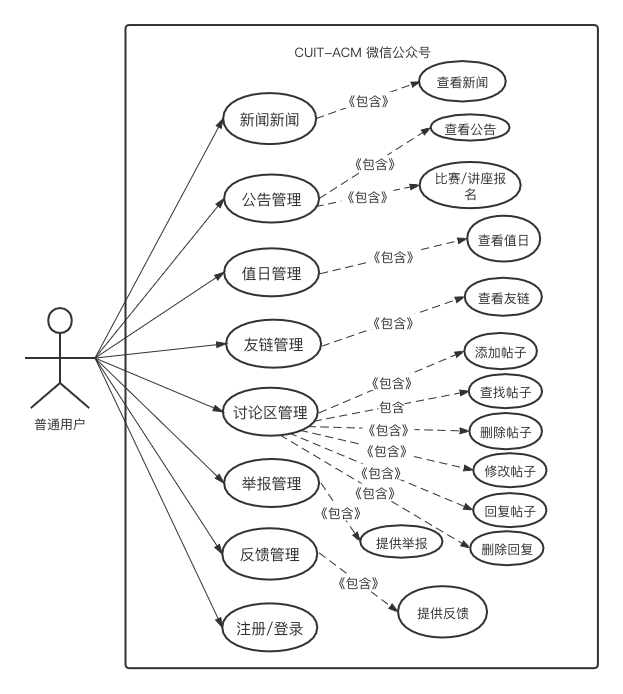 CUIT-ACM 微信公众号
新闻新闻
《包含》
查看新闻
公告管理
《包含》
查看公告
《包含》
比赛/讲座报
名
值日管理
《包含》
查看值日
友链管理
《包含》
查看友链
讨论区管理
《包含》
添加帖子
包含
查找帖子
《包含》
删除帖子
《包含》
修改帖子
《包含》
回复帖子
《包含》
删除回复
普通用户
举报管理
《包含》
提供举报
反馈管理
《包含》
提供反馈
注册/登录